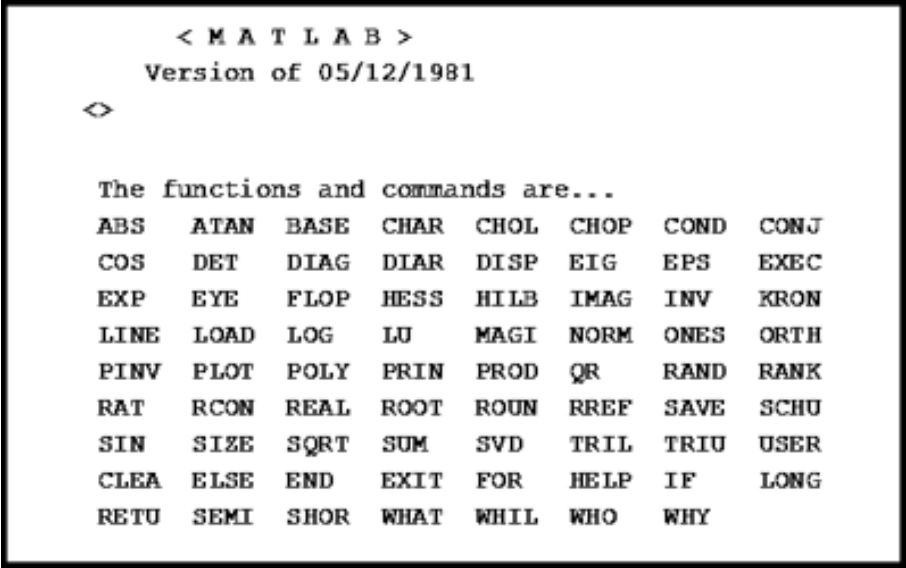 < M A T L A B >
Version of 05/12/1981
<>
The functions and commands are...
ABS ATAN BASE CHAR CHOL CHOP COND CONJ
COS DET DIAG DIAR DISP EIG EPS EXEC
EXP EYE FLOP HESS HILB IMAG INV KRON
LINE LOAD LOG LU MAGI NORM ONES ORTH
PINV PLOT POLY PRIN PROD QR RAND RANK
RAT RCON REAL ROOT ROUN RREF SAVE SCHU
SIN SIZE SQRT SUM SVD TRIL TRIU USER
CLEA ELSE END EXIT FOR HELP IF LONG
RETU SEMI SHOR WHAT WHIL WHO WHY